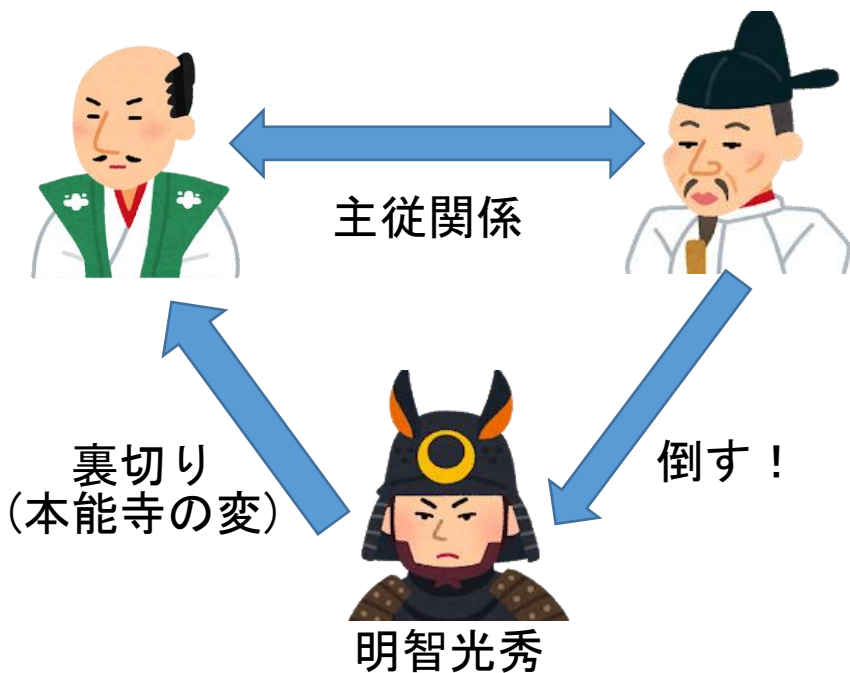 主従関係
裏切り
(本能寺の変)
倒す！
明智光秀